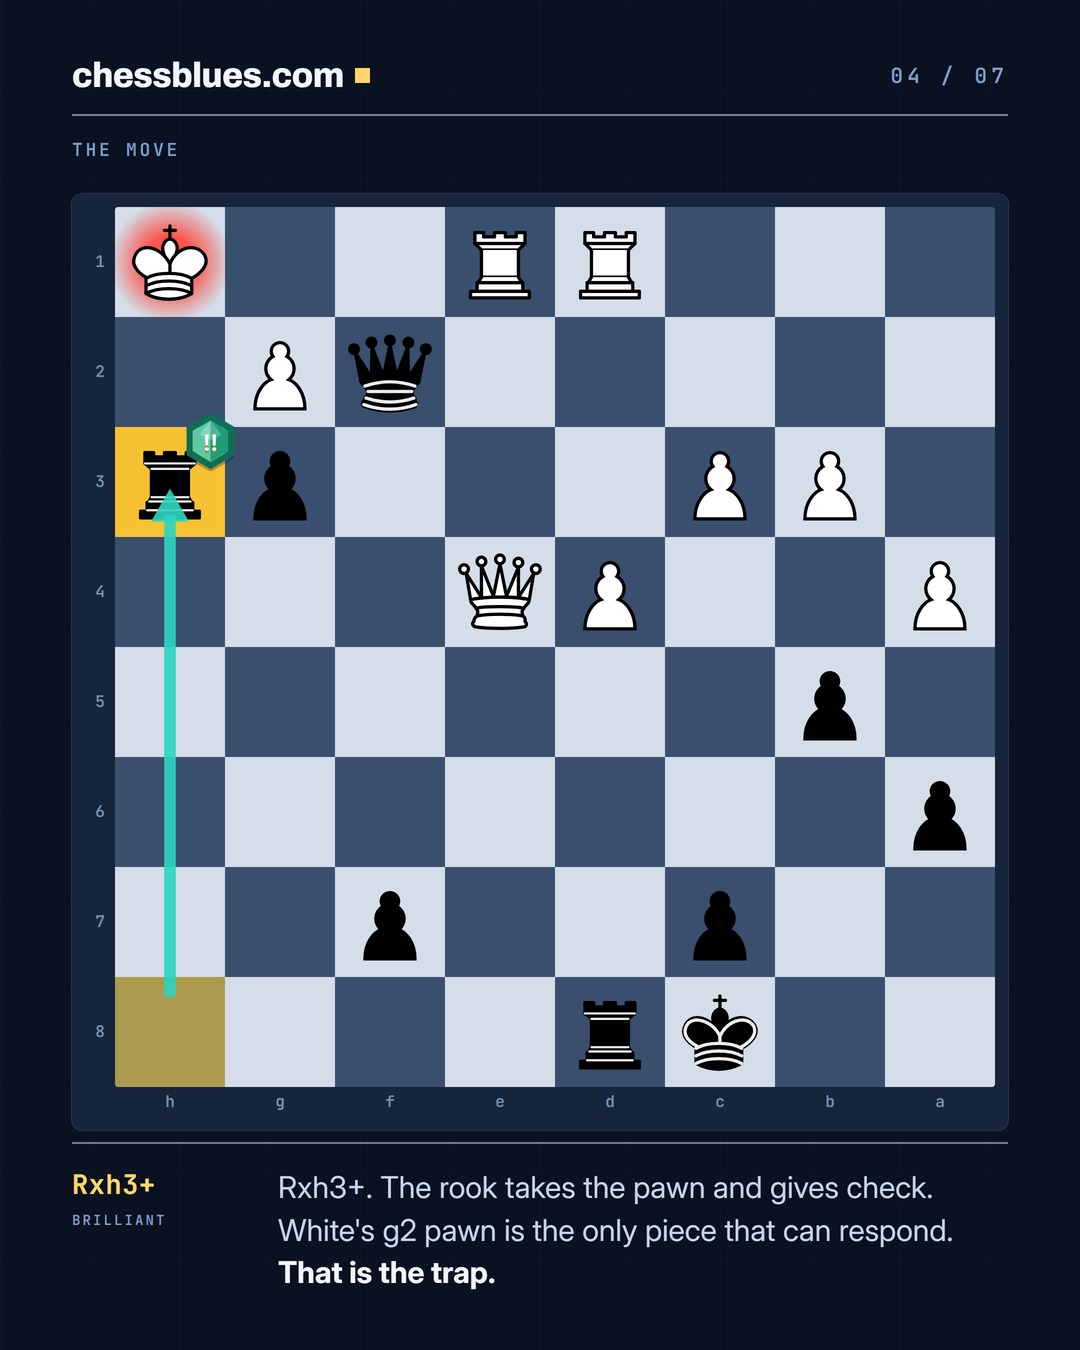 chessblues.com
04 / 07
THE MOVE
1
2
!!
3
4
5
6
7
8
h g f e d c b a
Rxh3+
BRILLIANT
Rxh3+. The rook takes the pawn and gives check.
White's g2 pawn is the only piece that can respond.
That is the trap.